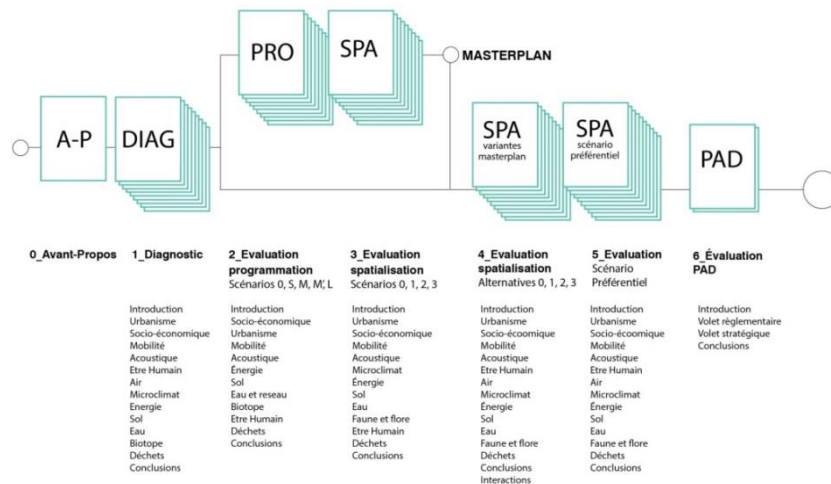 PRO
SPA
MASTERPLAN
A-P
DIAG
SPA
variantes
masterplan
SPA
scénario
préférentiel
PAD
0_Avant-Propos
1_Diagnostic
Introduction
Urbanisme
Socio-économique
Mobilité
Acoustique
Etre Humain
Air
Microclimat
Energie
Sol
Eau
Biotope
Déchets
Conclusions
2_Evaluation
programmation
Scénarios 0, S, M, M', L
Introduction
Socio-économique
Urbanisme
Mobilité
Acoustique
Énergie
Sol
Eau et reseau
Biotope
Etre Humain
Déchets
Conclusions
3_Evaluation
spatialisation
Scénarios 0, 1, 2, 3
Introduction
Urbanisme
Socio-économique
Mobilité
Acoustique
Microclimat
Énergie
Sol
Eau
Faune et flore
Etre Humain
Déchets
Conclusions
4_Evaluation
spatialisation
Alternatives 0, 1, 2, 3
Introduction
Urbanisme
Socio-écoomique
Mobilité
Acoustique
Etre Humain
Air
Microclimat
Énergie
Sol
Eau
Faune et flore
Déchets
Conclusions
Interactions
5_Evaluation
Scénario
Préférentiel
Introduction
Urbanisme
Socio-écoomique
Mobilité
Acoustique
Etre Humain
Air
Microclimat
Énergie
Sol
Eau
Faune et flore
Déchets
Conclusions
6_Évaluation
PAD
Introduction
Volet règlementaire
Volet stratégique
Conclusions